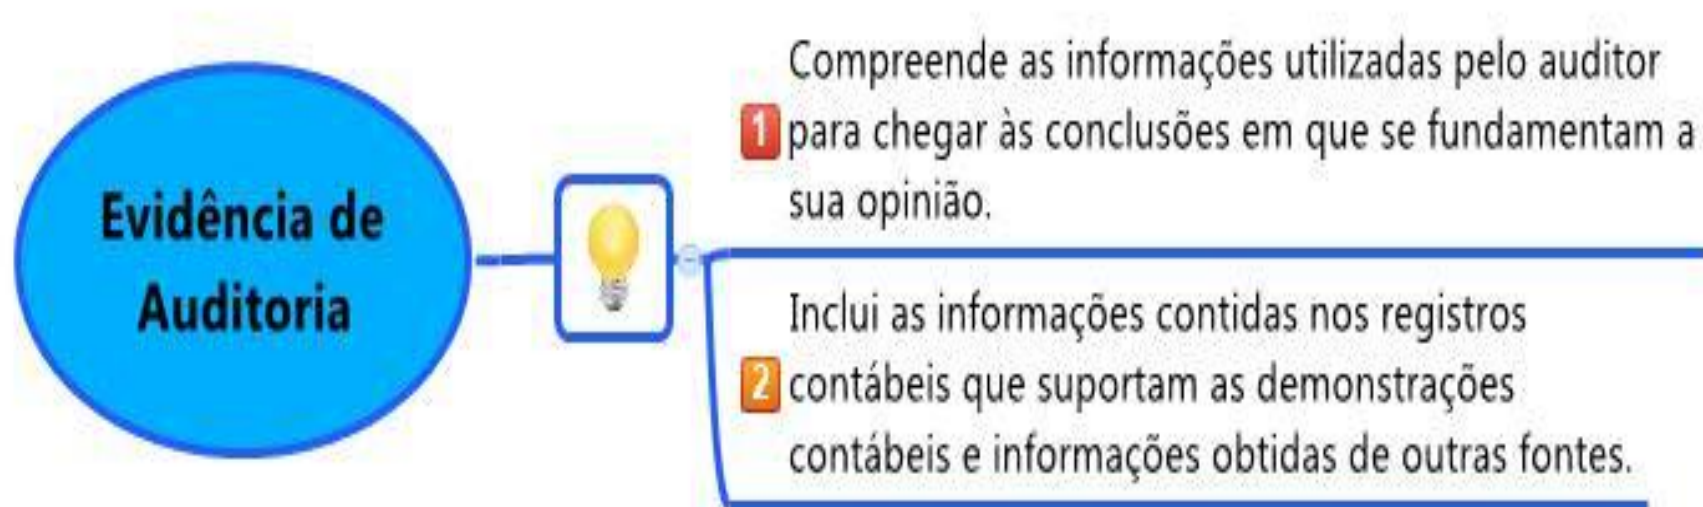 Evidência de
Auditoria
Compreende as informações utilizadas pelo auditor
1 para chegar às conclusões em que se fundamentam a
sua opinião.
Inclui as informações contidas nos registros
2 contábeis que suportam as demonstrações
contábeis e informações obtidas de outras fontes.